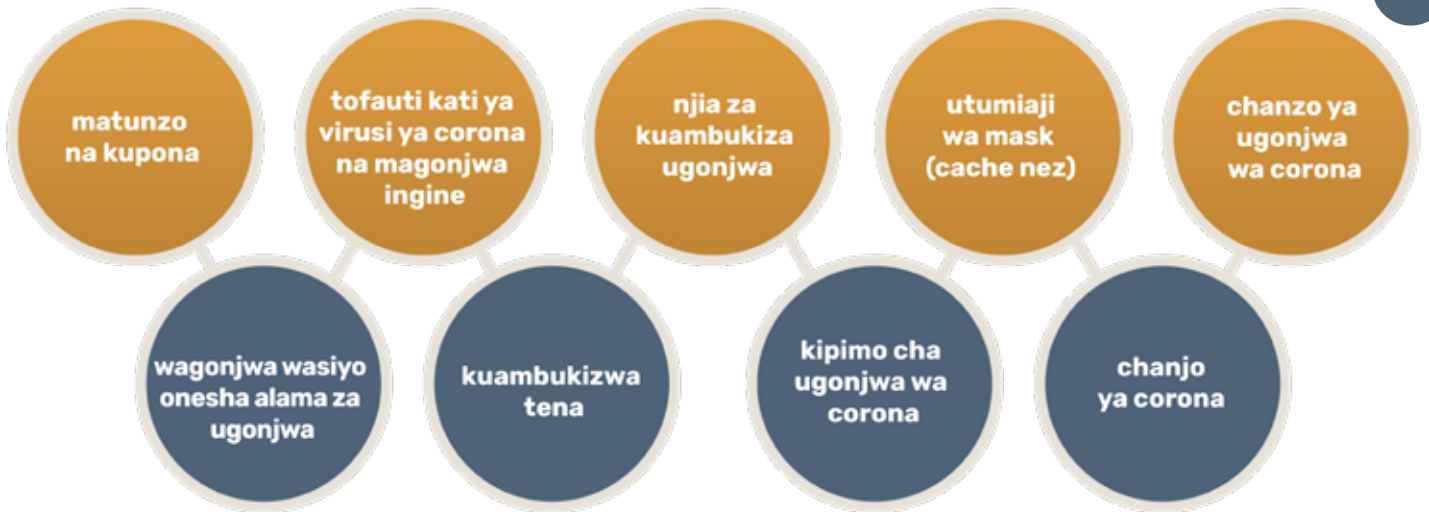 matunzo
na kupona
tofauti kati ya
virusi ya corona
na magonjwa
ingine
njia za
kuambukiza
ugonjwa
utumiaji
wa mask
(cache nez)
chanzo ya
ugonjwa
wa corona
wagonjwa wasiyo
onesha alama za
ugonjwa
kuambukizwa
tena
kipimo cha
ugonjwa wa
corona
chanjo
ya corona